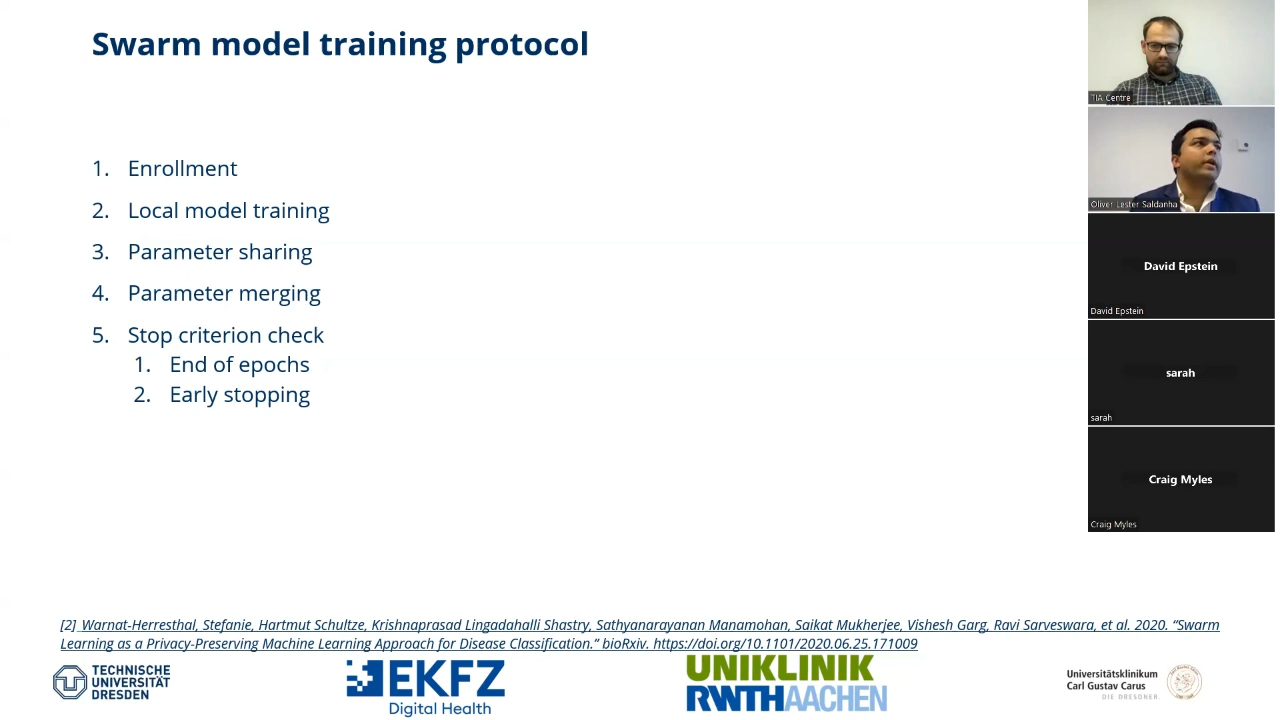 Swarm model training protocol
1. Enrollment
2. Local model training
3. Parameter sharing
4. Parameter merging
5. Stop criterion check
1. End of epochs
2. Early stopping
TIA Centre
Oliver Lester Saldanha
David Epstein
David Epstein
sarah
sarah
Craig Myles
Craig Myles
[2] Warnat-Herresthal, Stefanie, Hartmut Schultze, Krishnaprasad Lingadahalli Shastry, Sathyanarayanan Manamohan, Saikat Mukherjee, Vishesh Garg, Ravi Sarveswara, et al. 2020. “Swarm
Learning as a Privacy-Preserving Machine Learning Approach for Disease Classification.” bioRxiv. https://doi.org/10.1101/2020.06.25.171009
TECHNISCHE
UNIVERSITÄT
DRESDEN
EKFZ
Digital Health
UNIKLINIK
RWTHAACHEN
Universitätsklinikum
Carl Gustav Carus
DIE DRESDNER.